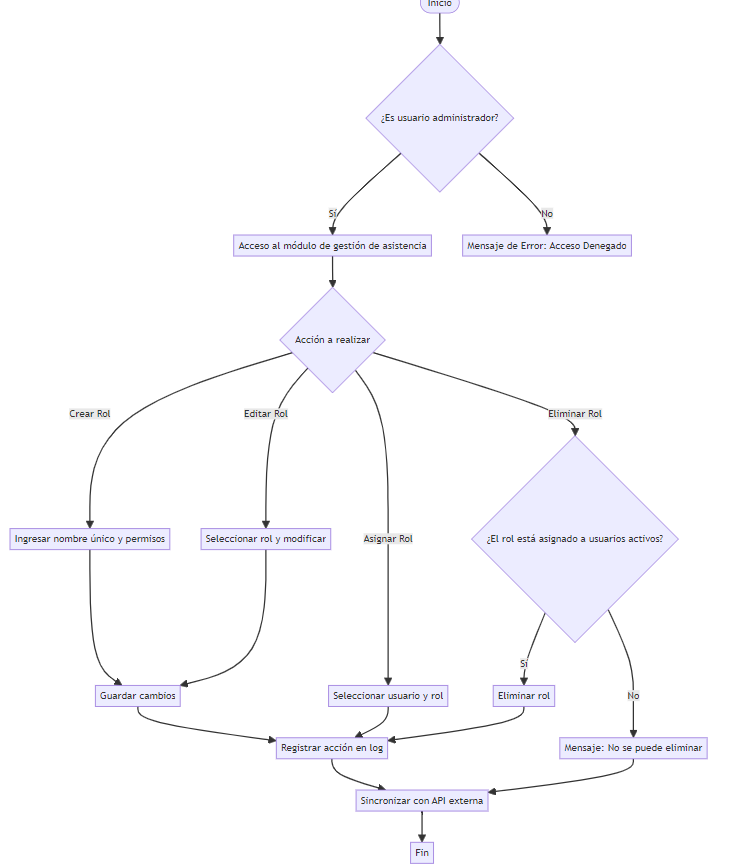 Inicio
¿Es usuario administrador?
Sí
No
Acceso al módulo de gestión de asistencia
Mensaje de Error: Acceso Denegado
Acción a realizar
Crear Rol
Editar Rol
Eliminar Rol
Ingresar nombre único y permisos
Seleccionar rol y modificar
Asignar Rol
¿El rol está asignado a usuarios activos?
Sí
No
Guardar cambios
Seleccionar usuario y rol
Eliminar rol
Registrar acción en log
Mensaje: No se puede eliminar
Sincronizar con API externa
Fin